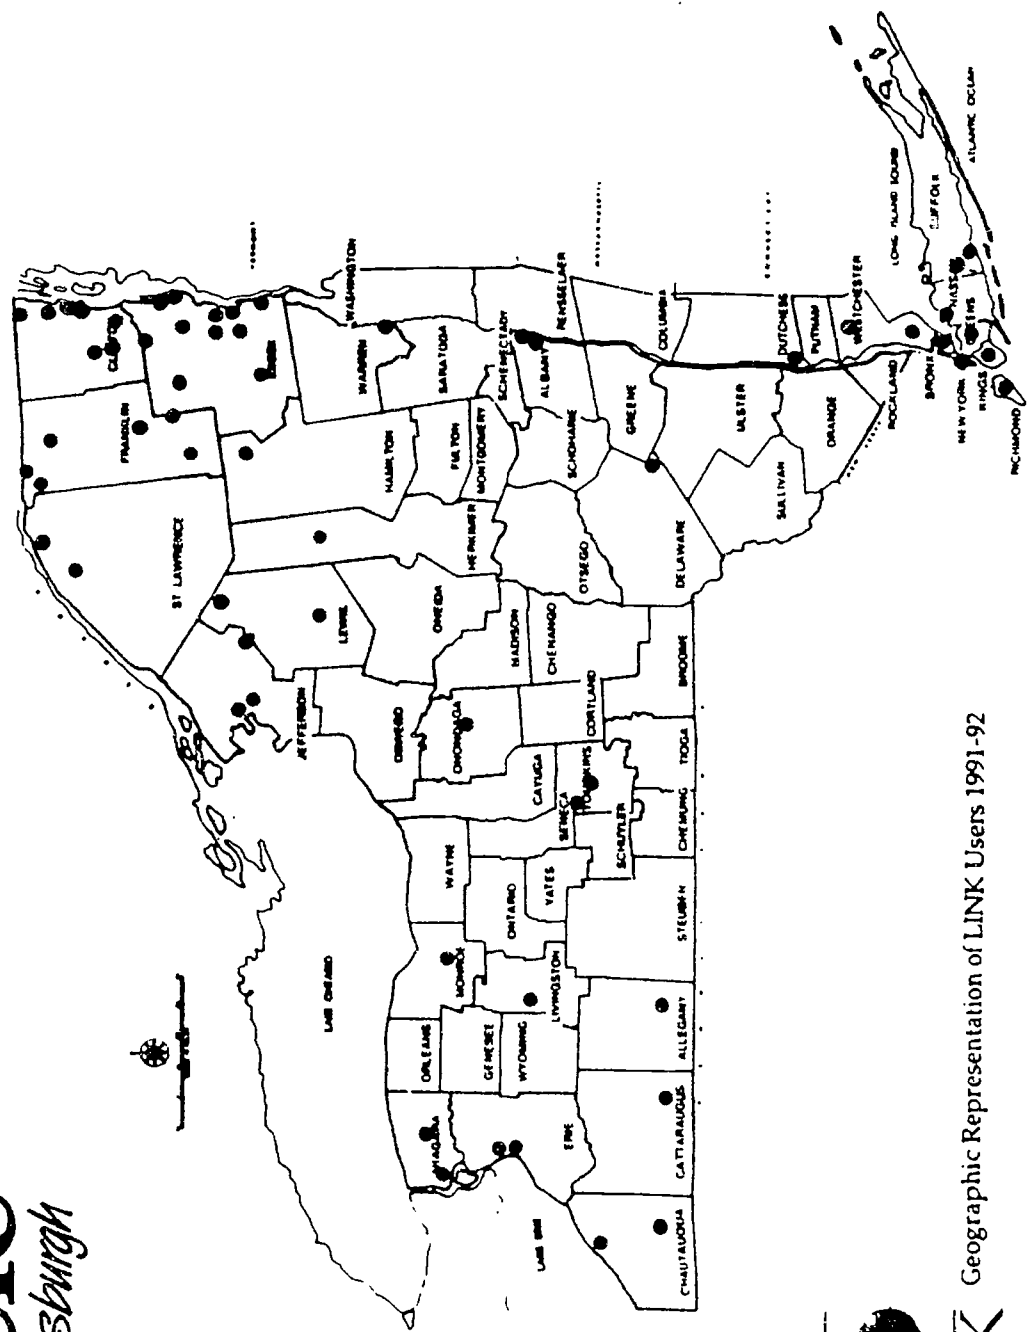 sburgh
LAKE ONTARIO
LAKE ERIE
ST LAWRENCE
FRANKLIN
CLINTON
ESSEX
JEFFERSON
LEWIS
HERKIMER
HAMILTON
WARREN
WASHINGTON
OSWEGO
ONEIDA
FULTON
SARATOGA
MONTGOMERY
SCHENECTADY
NIAGARA
ORLEANS
MONROE
WAYNE
CAYUGA
ONONDAGA
MADISON
GENESEE
WYOMING
LIVINGSTON
ONTARIO
YATES
SENECA
ERIE
CORTLAND
CHENANGO
OTSEGO
SCHOHARIE
ALBANY
RENSSELAER
CHAUTAUQUA
CATTARAUGUS
ALLEGANY
STEUBEN
SCHUYLER
TOMPKINS
CHEMUNG
TIOGA
BROOME
DELAWARE
GREENE
COLUMBIA
SULLIVAN
ULSTER
DUTCHESS
ORANGE
PUTNAM
ROCKLAND
WESTCHESTER
LONG ISLAND SOUND
BRONX
NEW YORK
KINGS
RICHMOND
QUEENS
NASSAU
SUFFOLK
ATLANTIC OCEAN
Geographic Representation of LINK Users 1991-92